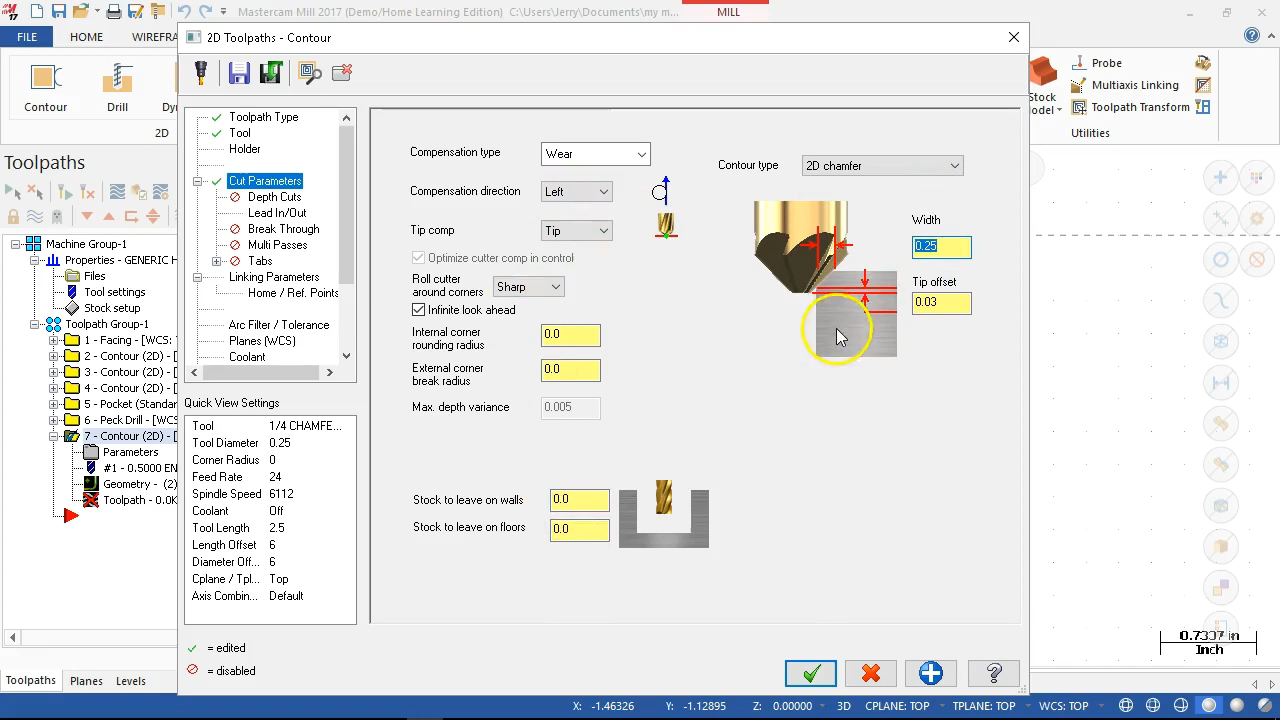 17
Mastercam Mill 2017 (Demo/Home Learning Edition) C:\Users\Jerry\Documents\my m...
MILL
FILE
HOME
WIREFRA
2D Toolpaths - Contour
Contour
Drill
Dy
2D
Probe
Multiaxis Linking
Toolpath Transform
Stock
Model
Utilities
Toolpaths
Machine Group-1
Properties - GENERIC H
Files
Tool settings
Stock setup
Toolpath Group-1
1 - Facing - [WCS:
2 - Contour (2D) - [
3 - Contour (2D) - [
4 - Contour (2D) - [
5 - Pocket (Standar
6 - Peck Drill - [WCS
7 - Contour (2D) - [
Parameters
#1 - 0.5000 EN
Geometry - (2)
Toolpath - 0.0K
Toolpath Type
Tool
Holder
Cut Parameters
Depth Cuts
Lead In/Out
Break Through
Multi Passes
Tabs
Linking Parameters
Home / Ref. Points
Arc Filter / Tolerance
Planes (WCS)
Coolant
Quick View Settings
Tool 1/4 CHAMFE...
Tool Diameter 0.25
Corner Radius 0
Feed Rate 24
Spindle Speed 6112
Coolant Off
Tool Length 2.5
Length Offset 6
Diameter Off... 6
Cplane / Tpl... Top
Axis Combin... Default
= edited
= disabled
Compensation type Wear
Compensation direction Left
Tip comp Tip
Optimize cutter comp in control
Roll cutter
around corners
Sharp
Infinite look ahead
Internal corner
rounding radius
0.0
External corner
break radius
0.0
Max. depth variance 0.005
Stock to leave on walls 0.0
Stock to leave on floors 0.0
Contour type 2D chamfer
Width
0.25
Tip offset
0.03
in
Inch
Toolpaths Planes Levels
X: -1.46326 Y: -1.12895 Z: 0.00000 3D CPLANE: TOP TPLANE: TOP WCS: TOP